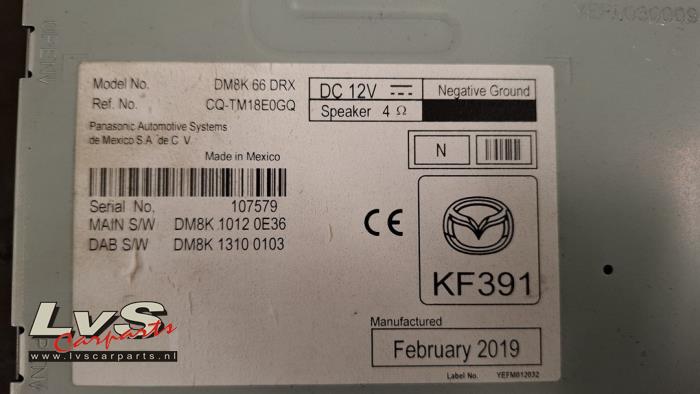 Model No. DM8K 66 DRX
Ref. No. CQ-TM18E0GQ
Panasonic Automotive Systems
de Mexico S.A. de C V
Made in Mexico
Serial No. 107579
MAIN S/W DM8K 1012 0E36
DAB S/W DM8K 1310 0103
DC 12V Negative Ground
Speaker 4 Ω
N
CE
KF391
Manufactured
February 2019
Label No. YEFM012032
LvS
Carparts
www.lvscarparts.nl